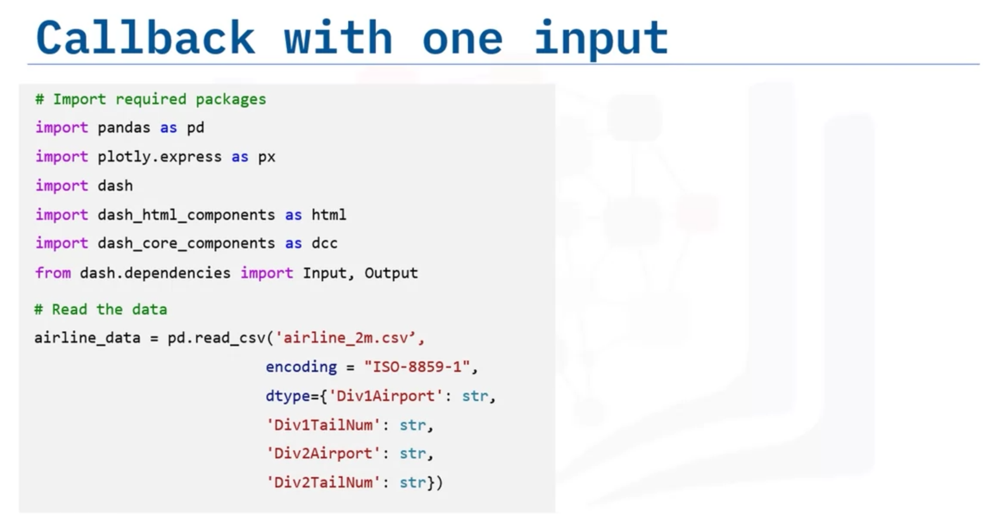 Callback with one input
# Import required packages
import pandas as pd
import plotly.express as px
import dash
import dash_html_components as html
import dash_core_components as dcc
from dash.dependencies import Input, Output
# Read the data
airline_data = pd.read_csv('airline_2m.csv’,
encoding = "ISO-8859-1",
dtype={'Div1Airport': str,
'Div1TailNum': str,
'Div2Airport': str,
'Div2TailNum': str})